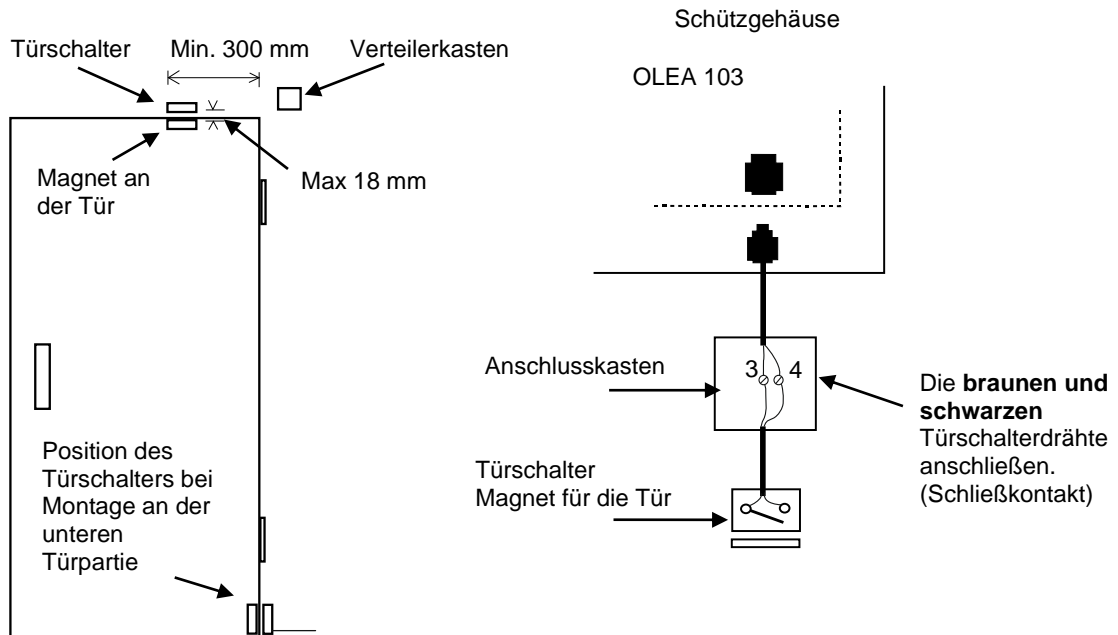 Schützgehäuse
Türschalter
Min. 300 mm
Verteilerkasten
OLEA 103
Magnet an
der Tür
Max 18 mm
Anschlusskasten
3
4
Die braunen und
schwarzen
Türschalterdrähte
anschließen.
(Schließkontakt)
Position des
Türschalters bei
Montage an der
unteren
Türpartie
Türschalter
Magnet für die Tür